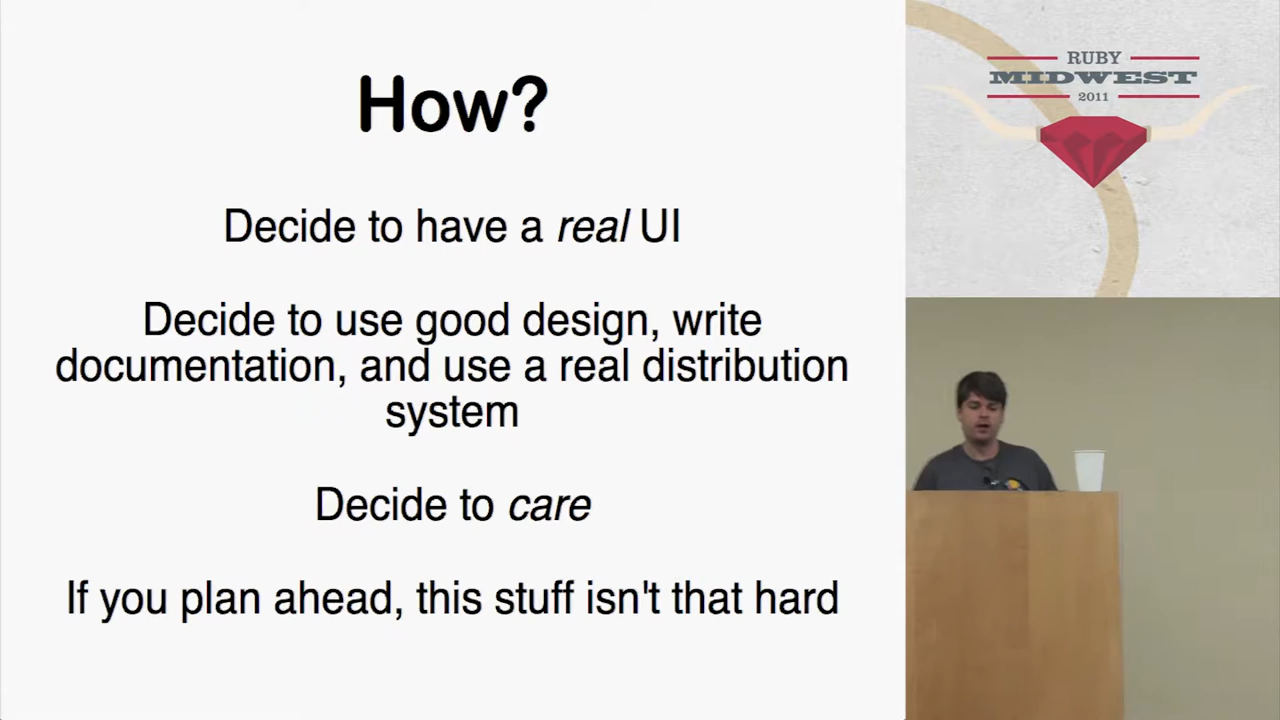 How?
Decide to have a real UI
Decide to use good design, write
documentation, and use a real distribution
system
Decide to care
If you plan ahead, this stuff isn't that hard
RUBY
MIDWEST
2011